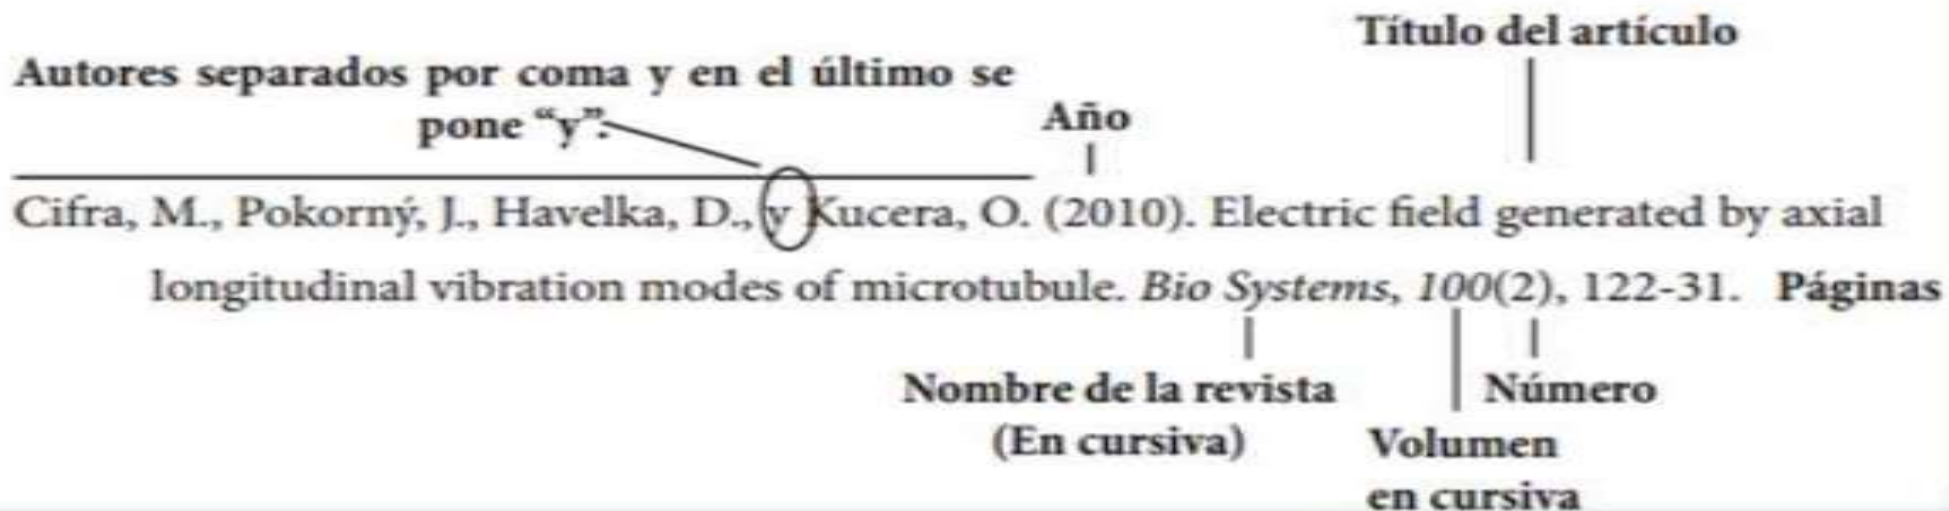 Título del artículo
Autores separados por coma y en el último se
pone “y”.
Año
Cifra, M., Pokorný, J., Havelka, D., y Kucera, O. (2010). Electric field generated by axial
longitudinal vibration modes of microtubule. Bio Systems, 100(2), 122-31. Páginas
Nombre de la revista
(En cursiva)
Número
Volumen
en cursiva